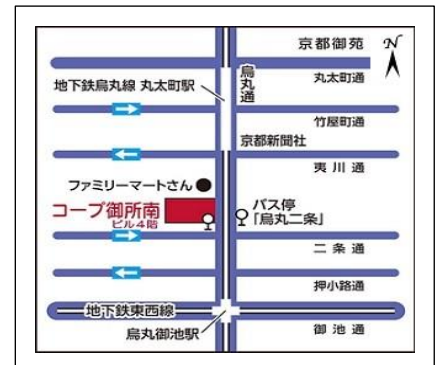 京都御苑
N
地下鉄烏丸線 丸太町駅
烏丸通
丸太町通
竹屋町通
京都新聞社
夷川通
ファミリーマートさん
コープ御所南
ビル4階
バス停
「烏丸二条」
二条通
押小路通
地下鉄東西線
烏丸御池駅
御池通